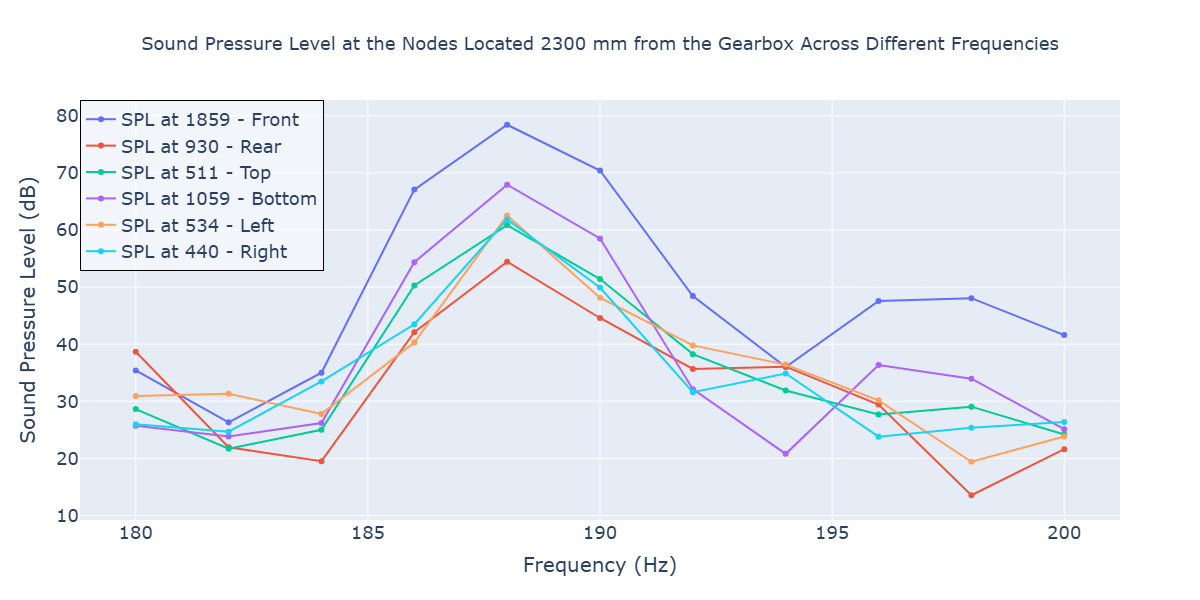 Sound Pressure Level at the Nodes Located 2300 mm from the Gearbox Across Different Frequencies
SPL at 1859 - Front
SPL at 930 - Rear
SPL at 511 - Top
SPL at 1059 - Bottom
SPL at 534 - Left
SPL at 440 - Right
Sound Pressure Level (dB)
80
70
60
50
40
30
20
10
180 185 190 195 200
Frequency (Hz)